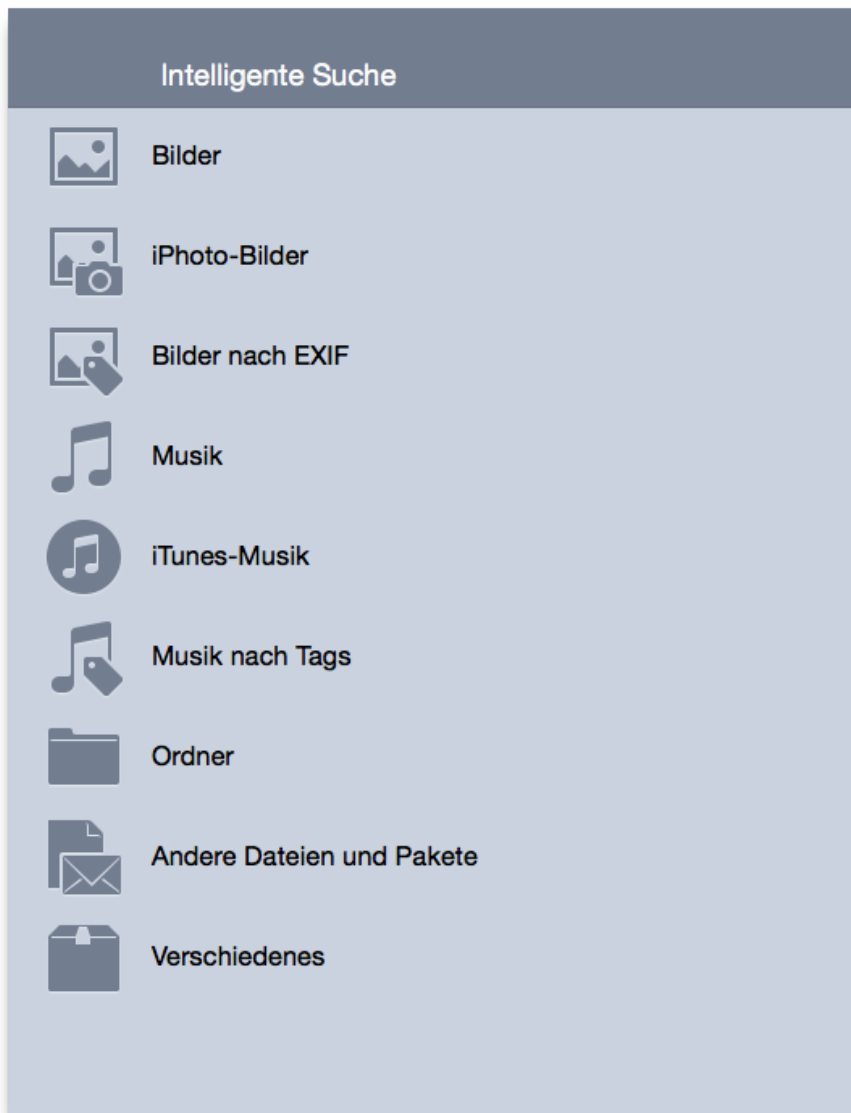 Intelligente Suche
Bilder
iPhoto-Bilder
Bilder nach EXIF
Musik
iTunes-Musik
Musik nach Tags
Ordner
Andere Dateien und Pakete
Verschiedenes